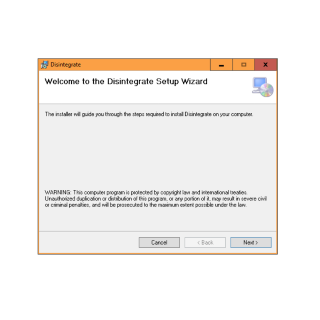 Disintegrate
Welcome to the Disintegrate Setup Wizard
The installer will guide you through the steps required to install Disintegrate on your computer.
WARNING: This computer program is protected by copyright law and international treaties.
Unauthorized duplication or distribution of this program, or any portion of it, may result in severe civil
or criminal penalties, and will be prosecuted to the maximum extent possible under the law.
Cancel < Back Next >